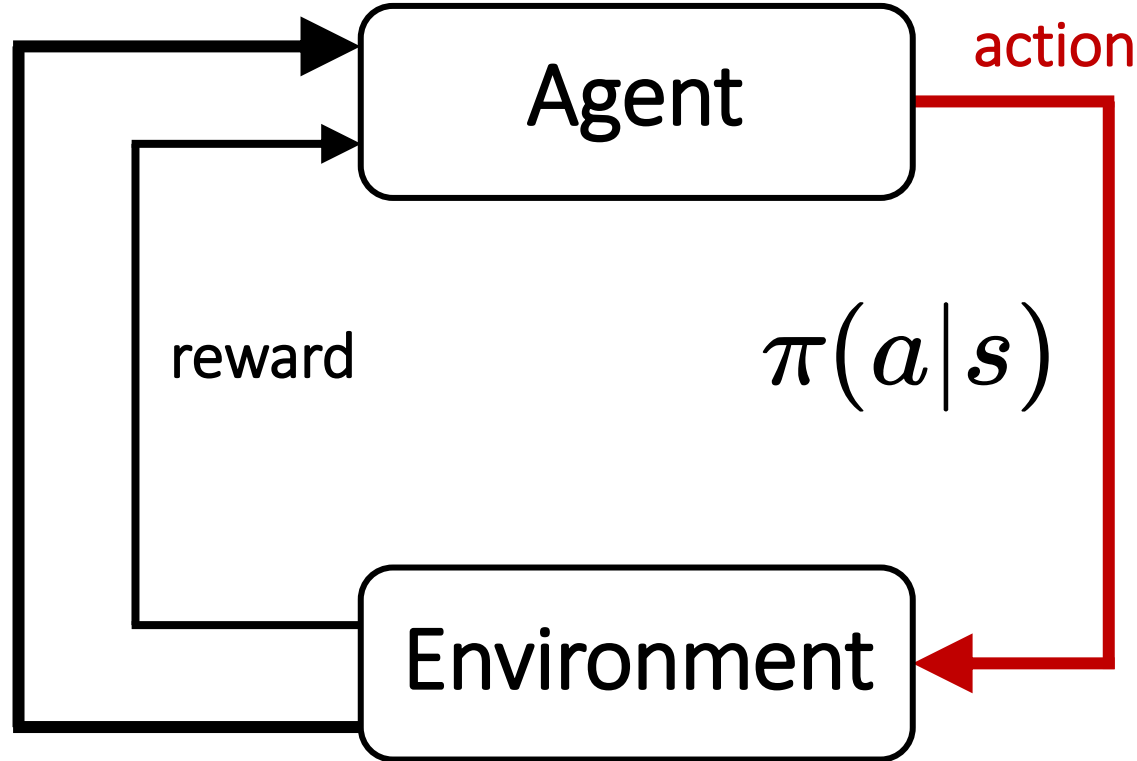 Agent
action
reward
π(a|s)
Environment